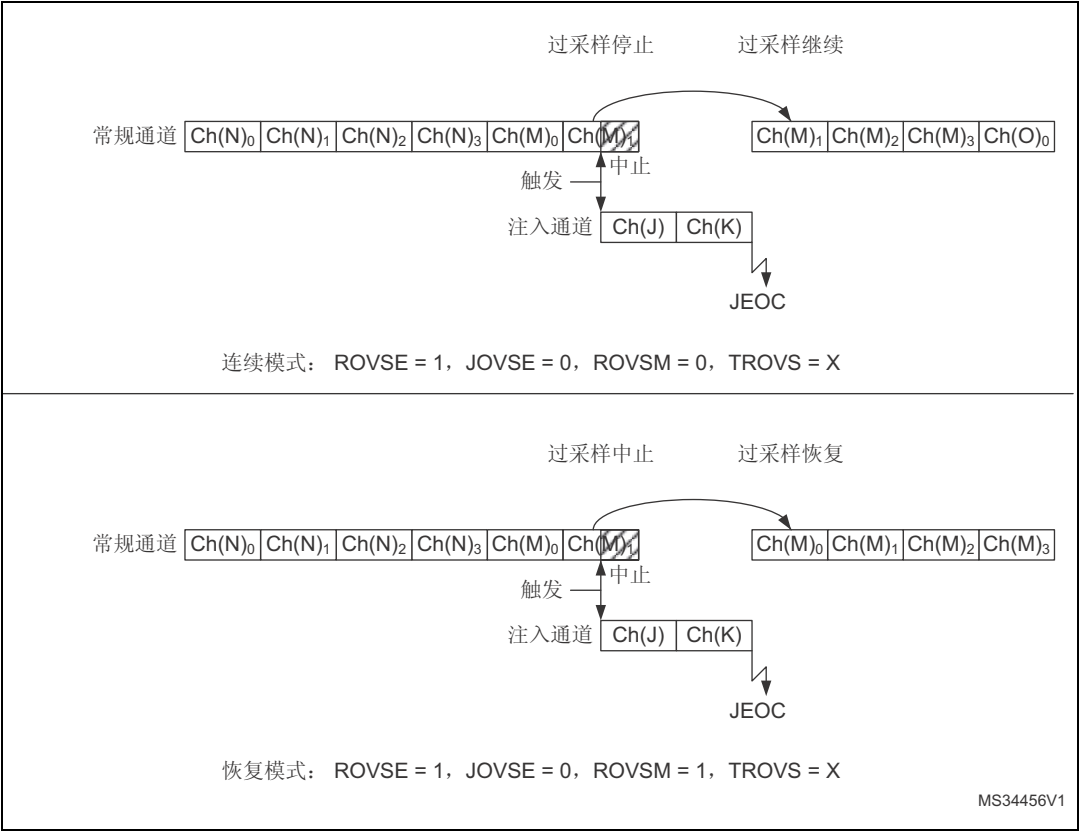 过采样停止 过采样继续
常规通道 Ch(N)₀ Ch(N)₁ Ch(N)₂ Ch(N)₃ Ch(M)₀ Ch(M)₁ Ch(M)₁ Ch(M)₂ Ch(M)₃ Ch(O)₀
中止
触发
注入通道 Ch(J) Ch(K)
JEOC
连续模式： ROVSE = 1，JOVSE = 0，ROVSM = 0，TROVS = X
过采样中止 过采样恢复
常规通道 Ch(N)₀ Ch(N)₁ Ch(N)₂ Ch(N)₃ Ch(M)₀ Ch(M)₁ Ch(M)₀ Ch(M)₁ Ch(M)₂ Ch(M)₃
中止
触发
注入通道 Ch(J) Ch(K)
JEOC
恢复模式： ROVSE = 1，JOVSE = 0，ROVSM = 1，TROVS = X
MS34456V1